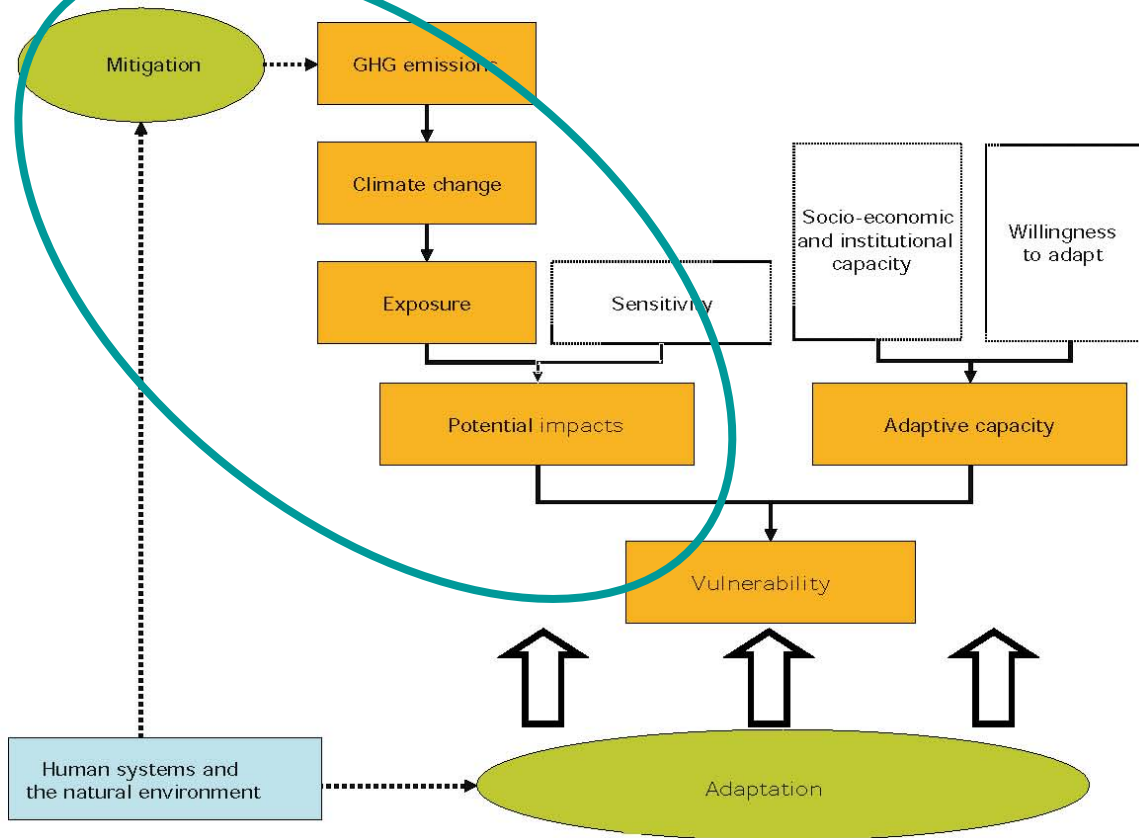 Mitigation
GHG emissions
Climate change
Socio-economic
and institutional
capacity
Willingness
to adapt
Exposure
Sensitivity
Potential impacts
Adaptive capacity
Vulnerability
Human systems and
the natural environment
Adaptation